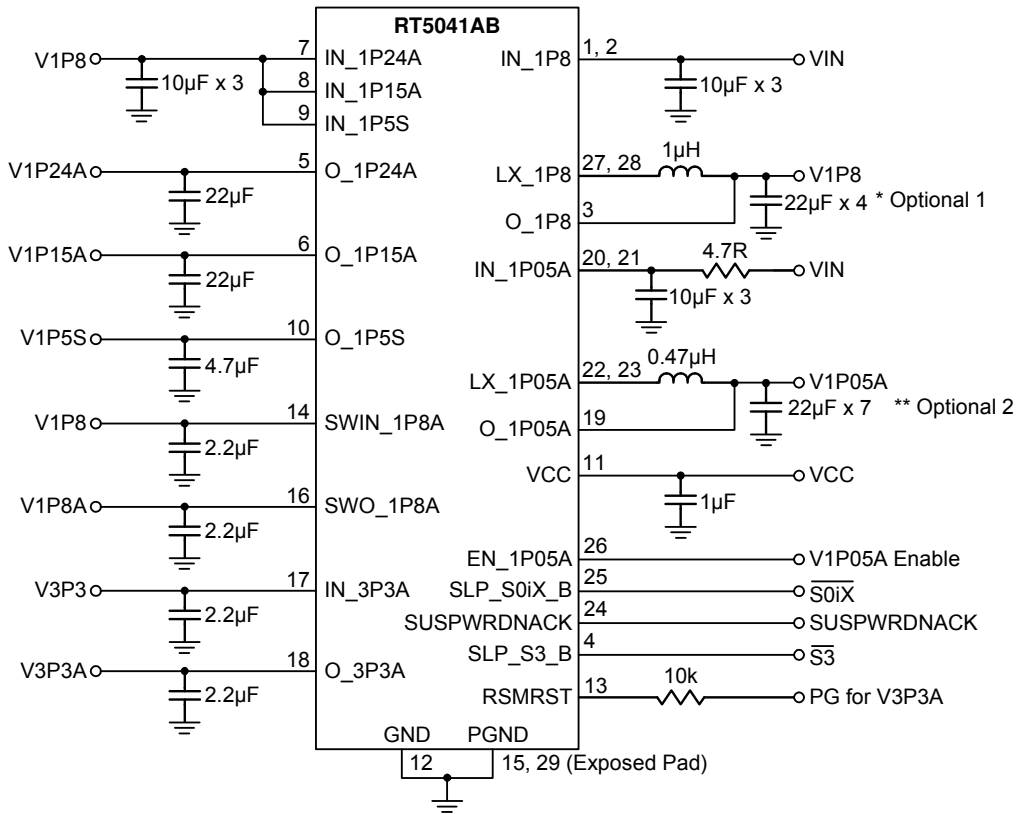 RT5041AB
V1P8
10µF x 3
7
8
9
IN_1P24A
IN_1P15A
IN_1P5S
V1P24A
22µF
5
O_1P24A
V1P15A
22µF
6
O_1P15A
V1P5S
4.7µF
10
O_1P5S
V1P8
2.2µF
14
SWIN_1P8A
V1P8A
2.2µF
16
SWO_1P8A
V3P3
2.2µF
17
IN_3P3A
V3P3A
2.2µF
18
O_3P3A
IN_1P8
1, 2
10µF x 3
VIN
LX_1P8
27, 28
1µH
V1P8
22µF x 4 * Optional 1
O_1P8
3
IN_1P05A
20, 21
4.7R
VIN
10µF x 3
LX_1P05A
22, 23
0.47µH
V1P05A
22µF x 7 ** Optional 2
O_1P05A
19
VCC
11
1µF
VCC
EN_1P05A
26
V1P05A Enable
SLP_S0iX_B
25
S0iX
SUSPWRDNACK
24
SUSPWRDNACK
SLP_S3_B
4
S3
RSMRST
13
10k
PG for V3P3A
GND
12
PGND
15, 29 (Exposed Pad)